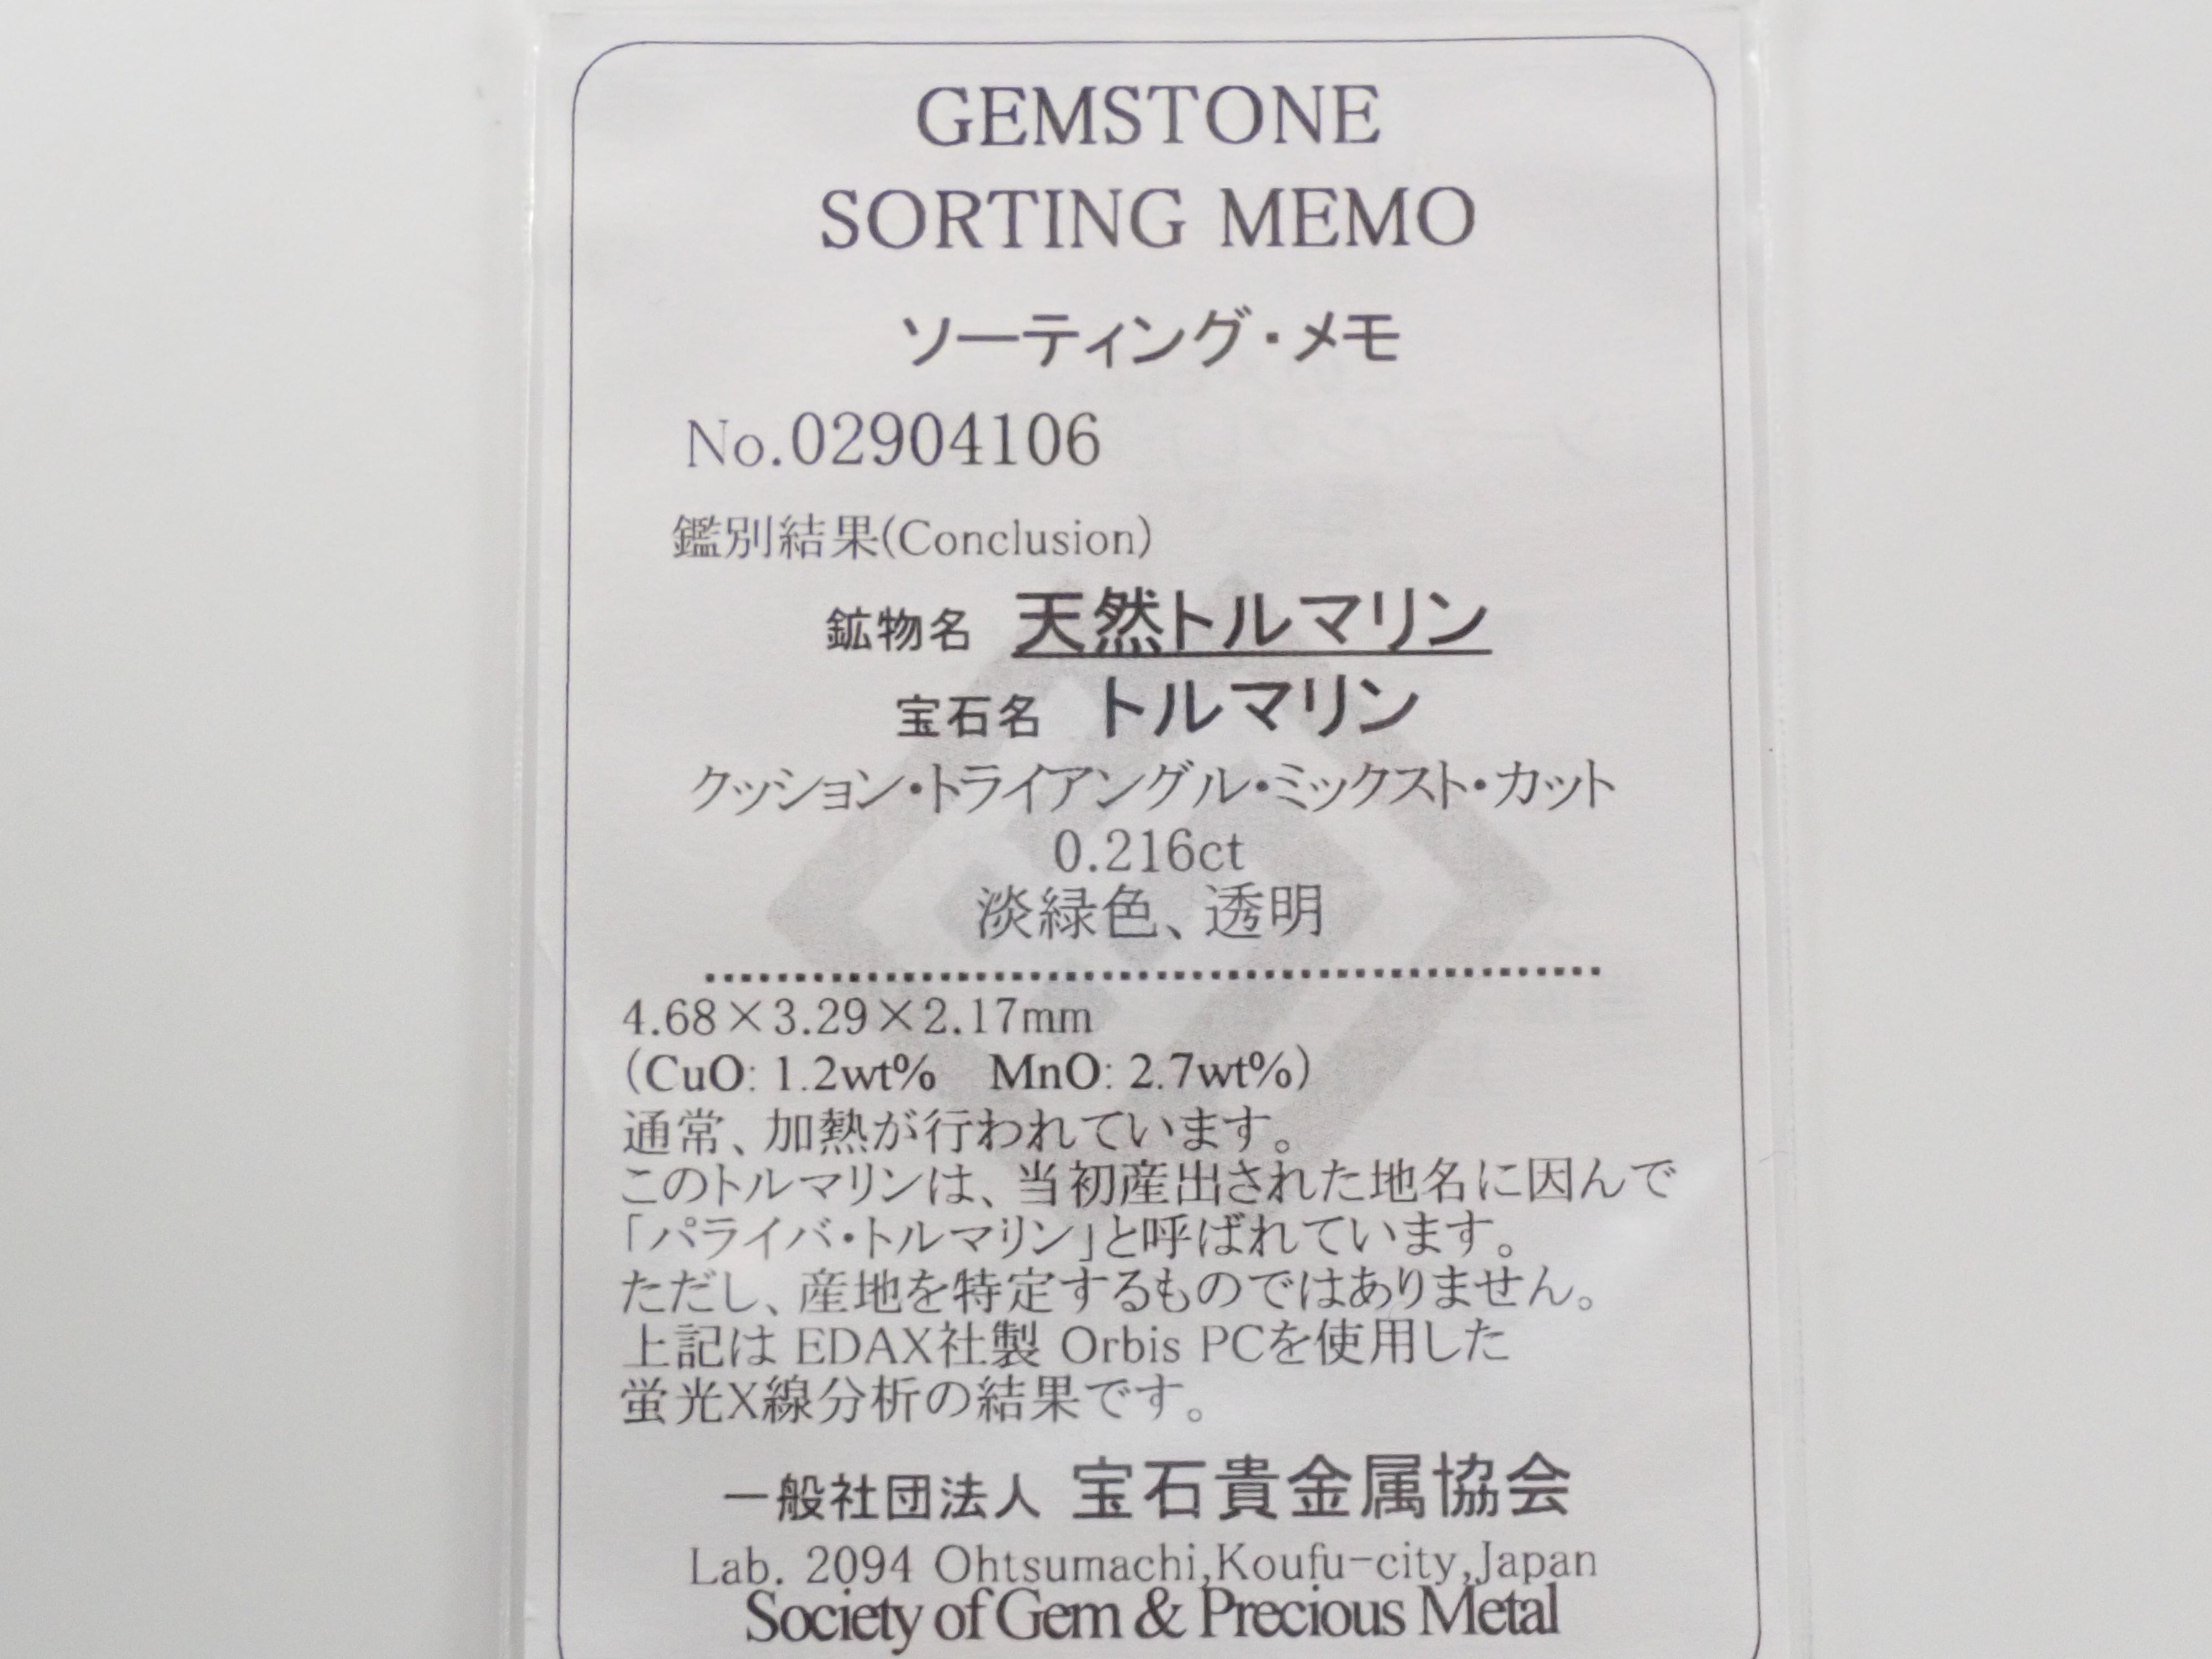 GEMSTONE
SORTING MEMO
ソーティング・メモ
No.02904106
鑑別結果(Conclusion)
鉱物名 天然トルマリン
宝石名 トルマリン
クッション・トライアングル・ミックスト・カット
0.216ct
淡緑色、透明
4.68×3.29×2.17mm
(CuO: 1.2wt% MnO: 2.7wt%)
通常、加熱が行われています。
このトルマリンは、当初産出された地名に因んで
「パライバ・トルマリン」と呼ばれています。
ただし、産地を特定するものではありません。
上記は EDAX社製 Orbis PCを使用した
蛍光X線分析の結果です。
一般社団法人 宝石貴金属協会
Lab. 2094 Ohtsumachi,Koufu-city,Japan
Society of Gem & Precious Metal